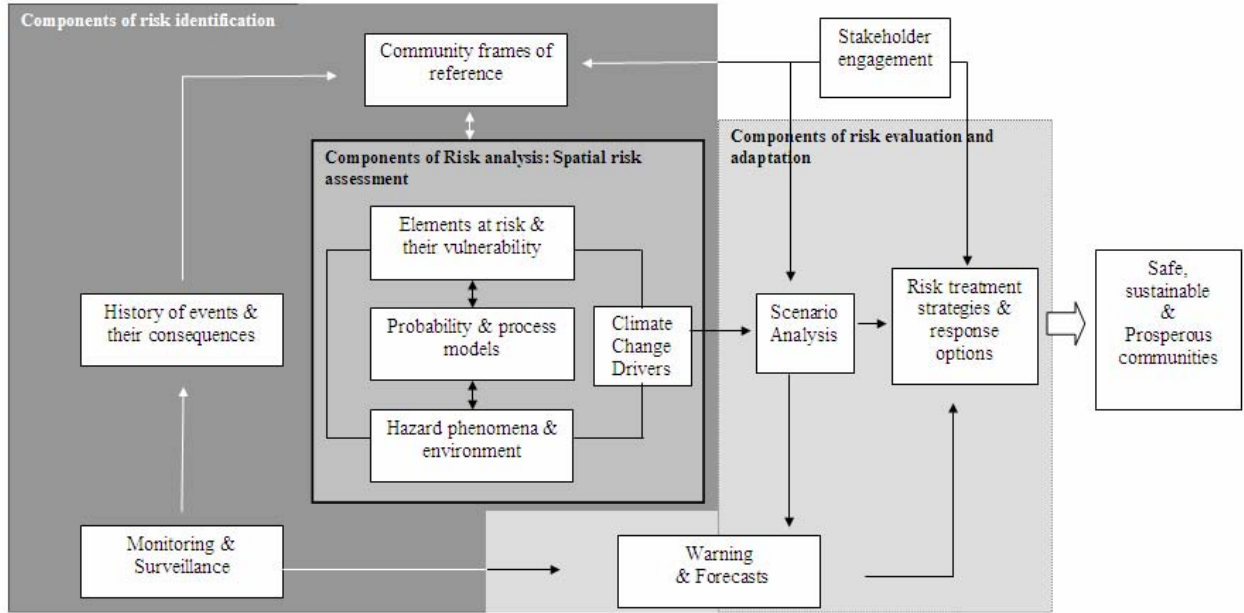 Components of risk identification
Community frames of
reference
Stakeholder
engagement
Components of risk evaluation and
adaptation
Components of Risk analysis: Spatial risk
assessment
Elements at risk &
their vulnerability
History of events &
their consequences
Probability & process
models
Climate
Change
Drivers
Scenario
Analysis
Risk treatment
strategies &
response
options
Safe,
sustainable
&
Prosperous
communities
Hazard phenomena &
environment
Monitoring &
Surveillance
Warning
& Forecasts